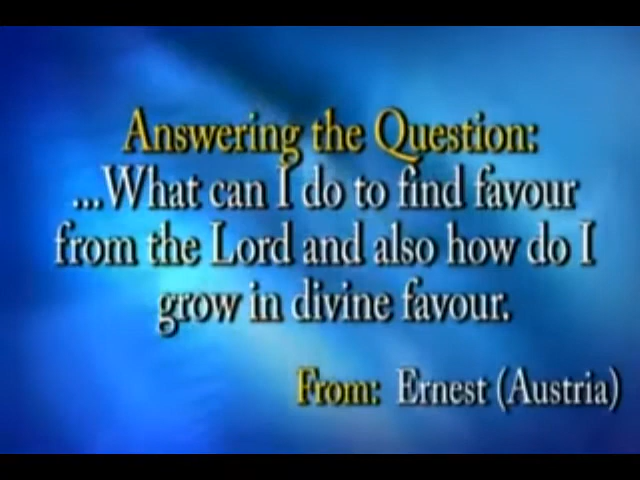 Answering the Question:
...What can I do to find favour
from the Lord and also how do I
grow in divine favour.
From: Ernest (Austria)